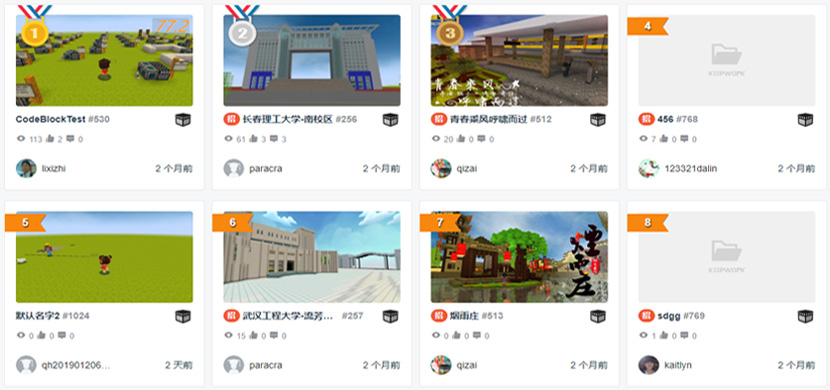 1
77.2
CodeBlockTest #530
113 2 0
lixizhi 2 个月前
2
招 长春理工大学-南校区 #256
61 3 3
paracra 2 个月前
3
青春乘风
呼啸而过
招 青春乘风呼啸而过 #512
20 0 0
qizai 2 个月前
4
KEEPWORK
招 456 #768
7 0 0
123321dalin 2 个月前
5
默认名字2 #1024
0 0 0
qh201901206... 2 天前
6
招 武汉工程大学-流芳... #257
15 0 0
paracra 2 个月前
7
烟雨庄
招 烟雨庄 #513
0 0 0
qizai 2 个月前
8
KEEPWORK
招 sdgg #769
1 0 0
kaitlyn 2 个月前